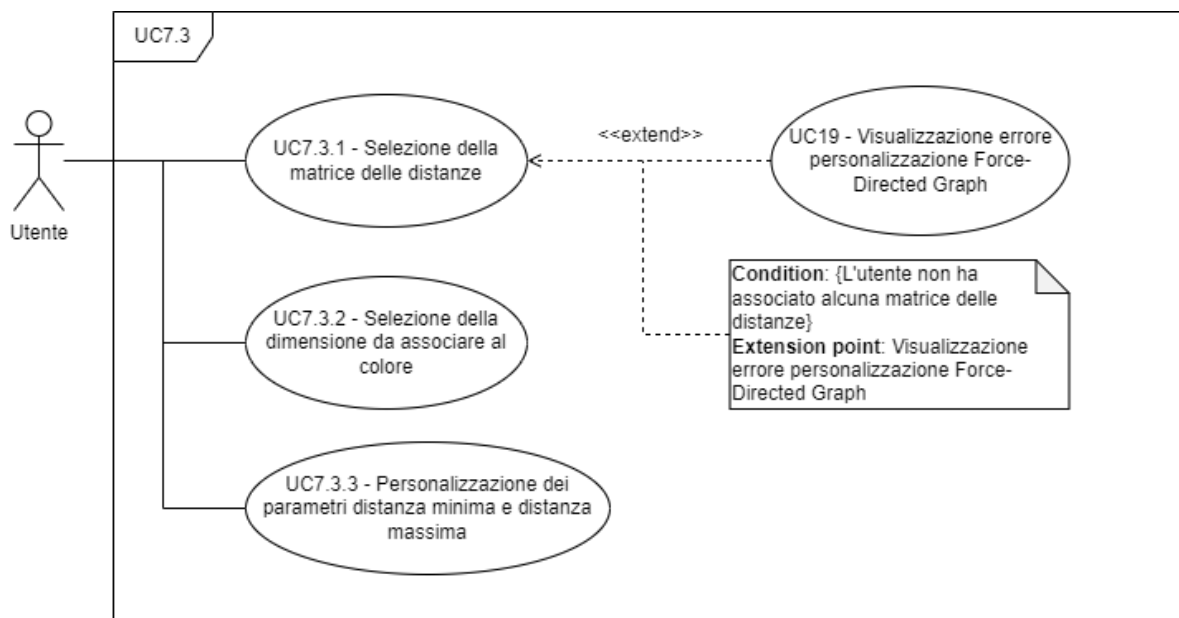 UC7.3
Utente
UC7.3.1 - Selezione della
matrice delle distanze
<<extend>>
UC19 - Visualizzazione errore
personalizzazione Force-
Directed Graph
UC7.3.2 - Selezione della
dimensione da associare al
colore
Condition: {L'utente non ha
associato alcuna matrice delle
distanze}
Extension point: Visualizzazione
errore personalizzazione Force-
Directed Graph
UC7.3.3 - Personalizzazione dei
parametri distanza minima e distanza
massima